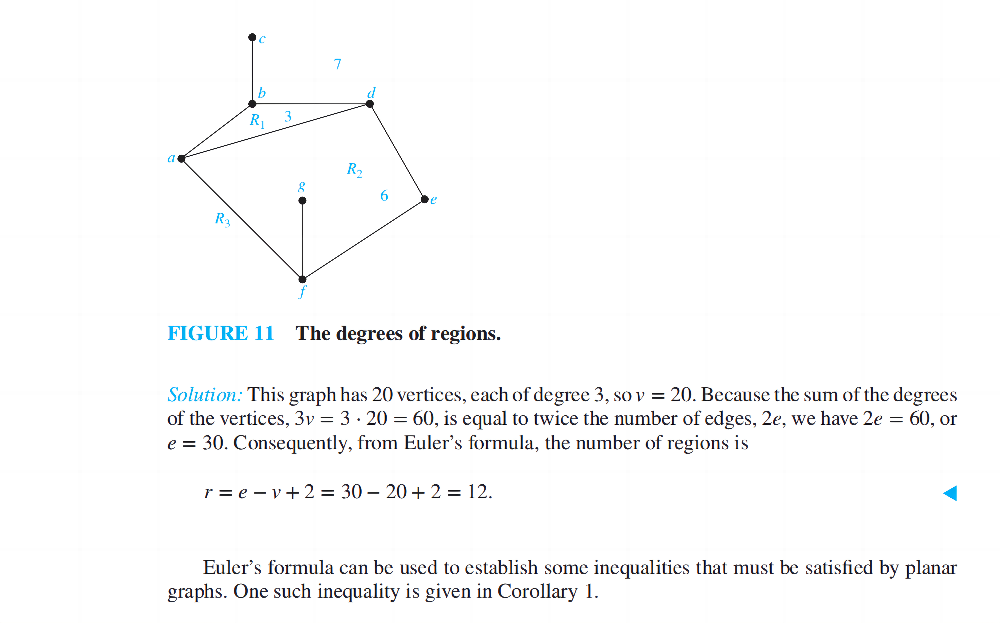 c
7
b
d
R1
3
a
R2
g
6
e
R3
f
FIGURE 11 The degrees of regions.
Solution: This graph has 20 vertices, each of degree 3, so v = 20. Because the sum of the degrees
of the vertices, 3v = 3 · 20 = 60, is equal to twice the number of edges, 2e, we have 2e = 60, or
e = 30. Consequently, from Euler’s formula, the number of regions is
r = e − v + 2 = 30 − 20 + 2 = 12.
Euler’s formula can be used to establish some inequalities that must be satisfied by planar
graphs. One such inequality is given in Corollary 1.